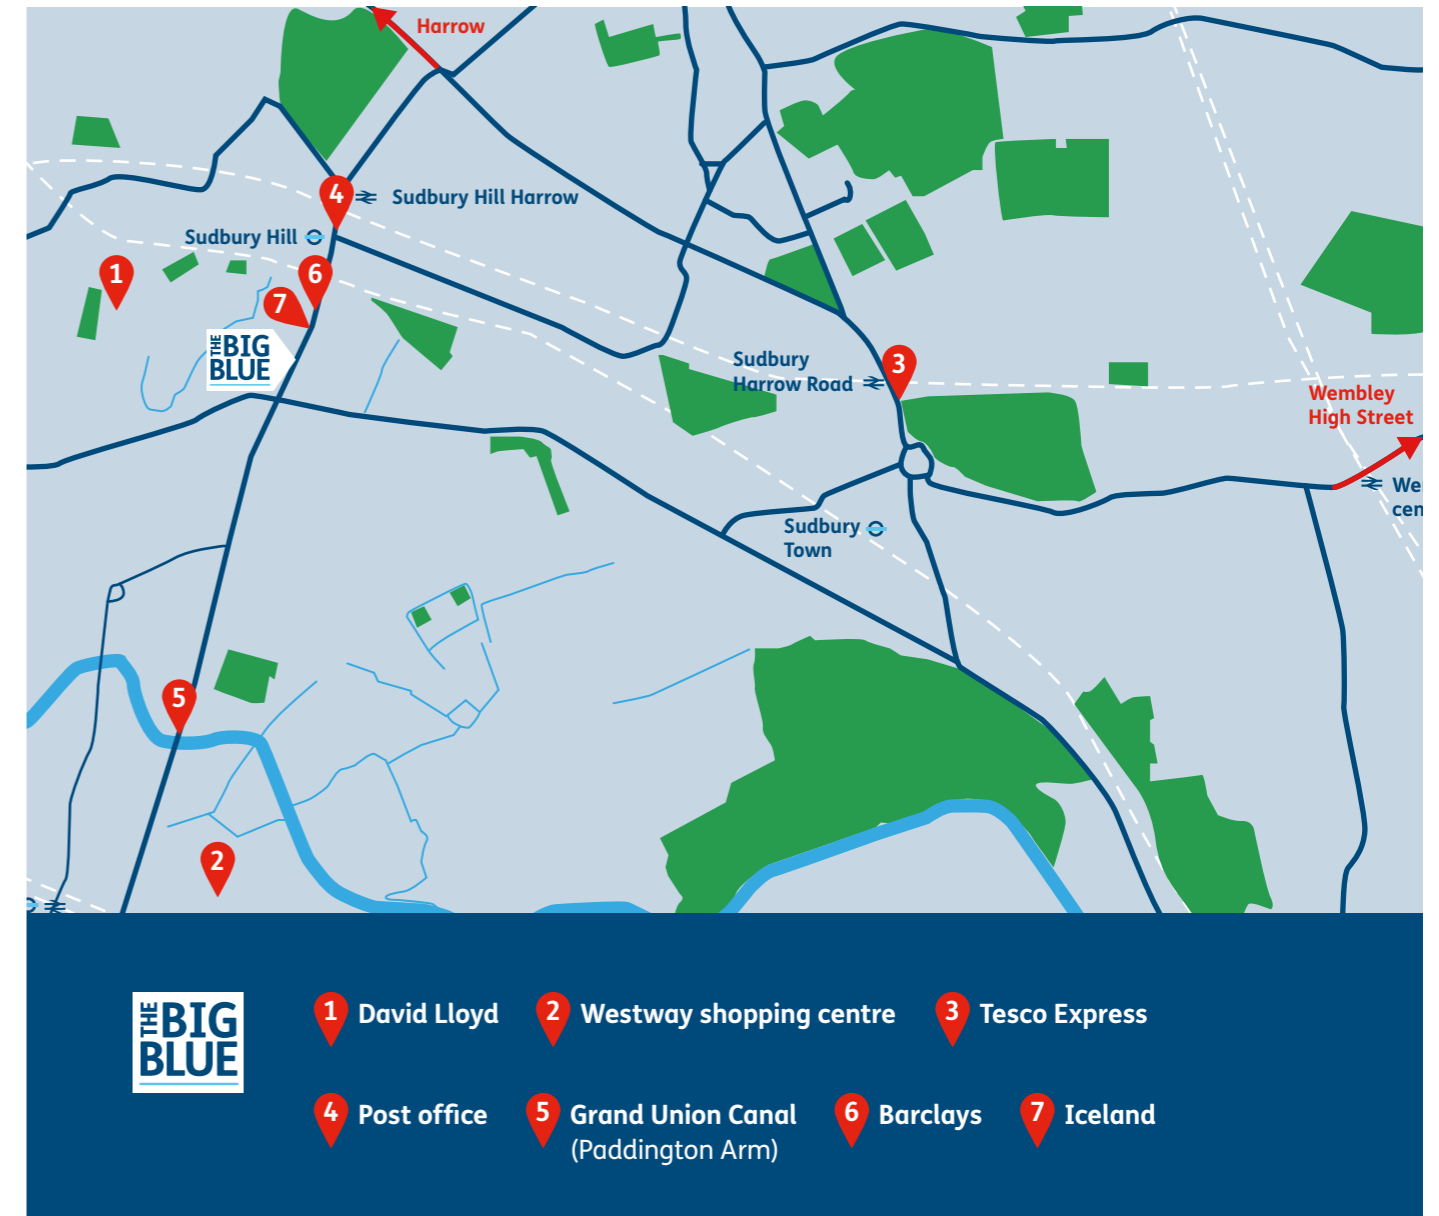 Harrow
4
Sudbury Hill Harrow
Sudbury Hill
1
6
7
THE
BIG
BLUE
Sudbury
Harrow Road
3
Wembley
High Street
We
cen
Sudbury
Town
5
2
THE
BIG
BLUE
1 David Lloyd
2 Westway shopping centre
3 Tesco Express
4 Post office
5 Grand Union Canal
(Paddington Arm)
6 Barclays
7 Iceland